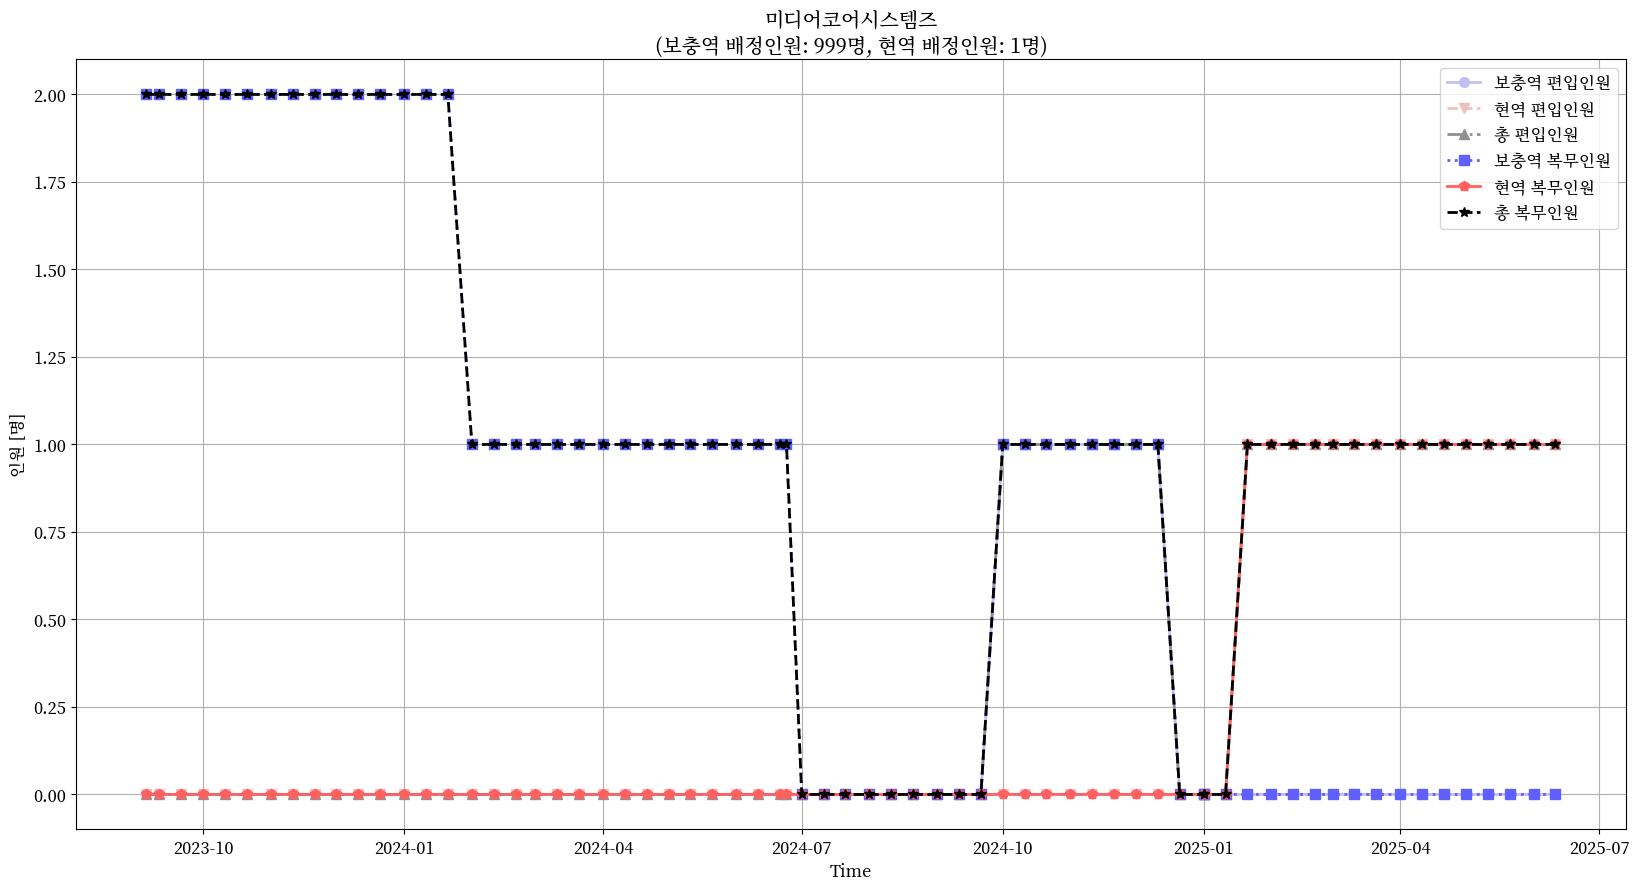 미디어코어시스템즈
(보충역 배정인원: 999명, 현역 배정인원: 1명)
보충역 편입인원
현역 편입인원
총 편입인원
보충역 복무인원
현역 복무인원
총 복무인원
인원 [명]
2.00
1.75
1.50
1.25
1.00
0.75
0.50
0.25
0.00
2023-10
2024-01
2024-04
2024-07
2024-10
2025-01
2025-04
2025-07
Time